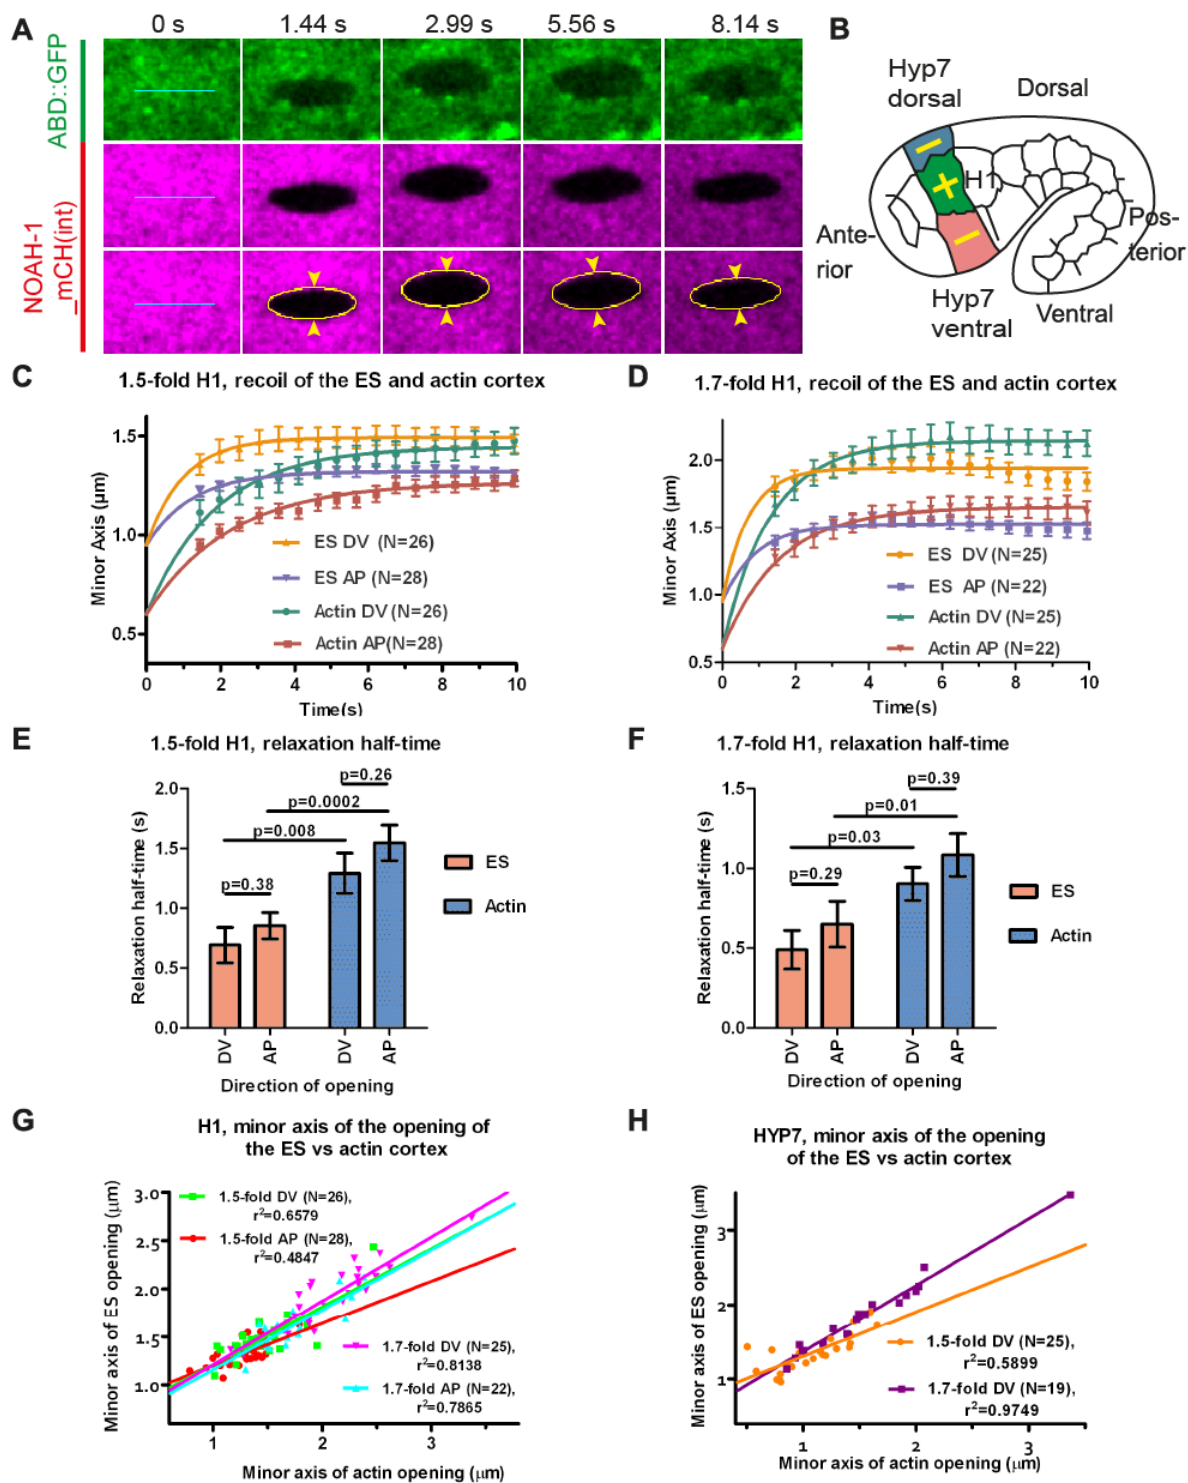 A
0 s 1.44 s 2.99 s 5.56 s 8.14 s
ABD::GFP
NOAH-1
_mCH(int)
B
Hyp7
dorsal
Dorsal
H1
Ante-
rior
Pos-
terior
Hyp7
ventral
Ventral
C
1.5-fold H1, recoil of the ES and actin cortex
Minor Axis (µm)
1.5
1.0
0.5
ES DV (N=26)
ES AP (N=28)
Actin DV (N=26)
Actin AP(N=28)
0 2 4 6 8 10
Time(s)
D
1.7-fold H1, recoil of the ES and actin cortex
Minor Axis (µm)
2.0
1.5
1.0
0.5
ES DV (N=25)
ES AP (N=22)
Actin DV (N=25)
Actin AP (N=22)
0 2 4 6 8 10
Time(s)
E
1.5-fold H1, relaxation half-time
Relaxation half-time (s)
2.0
1.5
1.0
0.5
0.0
p=0.26
p=0.0002
p=0.008
p=0.38
ES
Actin
DV AP DV AP
Direction of opening
F
1.7-fold H1, relaxation half-time
Relaxation half-time (s)
1.5
1.0
0.5
0.0
p=0.39
p=0.01
p=0.03
p=0.29
ES
Actin
DV AP DV AP
Direction of opening
G
H1, minor axis of the opening of
the ES vs actin cortex
Minor axis of ES opening (µm)
3.0
2.5
2.0
1.5
1.0
1.5-fold DV (N=26),
r²=0.6579
1.5-fold AP (N=28),
r²=0.4847
1.7-fold DV (N=25),
r²=0.8138
1.7-fold AP (N=22),
r²=0.7865
1 2 3
Minor axis of actin opening (µm)
H
HYP7, minor axis of the opening
of the ES vs actin cortex
Minor axis of ES opening (µm)
3
2
1
1.5-fold DV (N=25),
r²=0.5899
1.7-fold DV (N=19),
r²=0.9749
1 2 3
Minor axis of actin opening (µm)